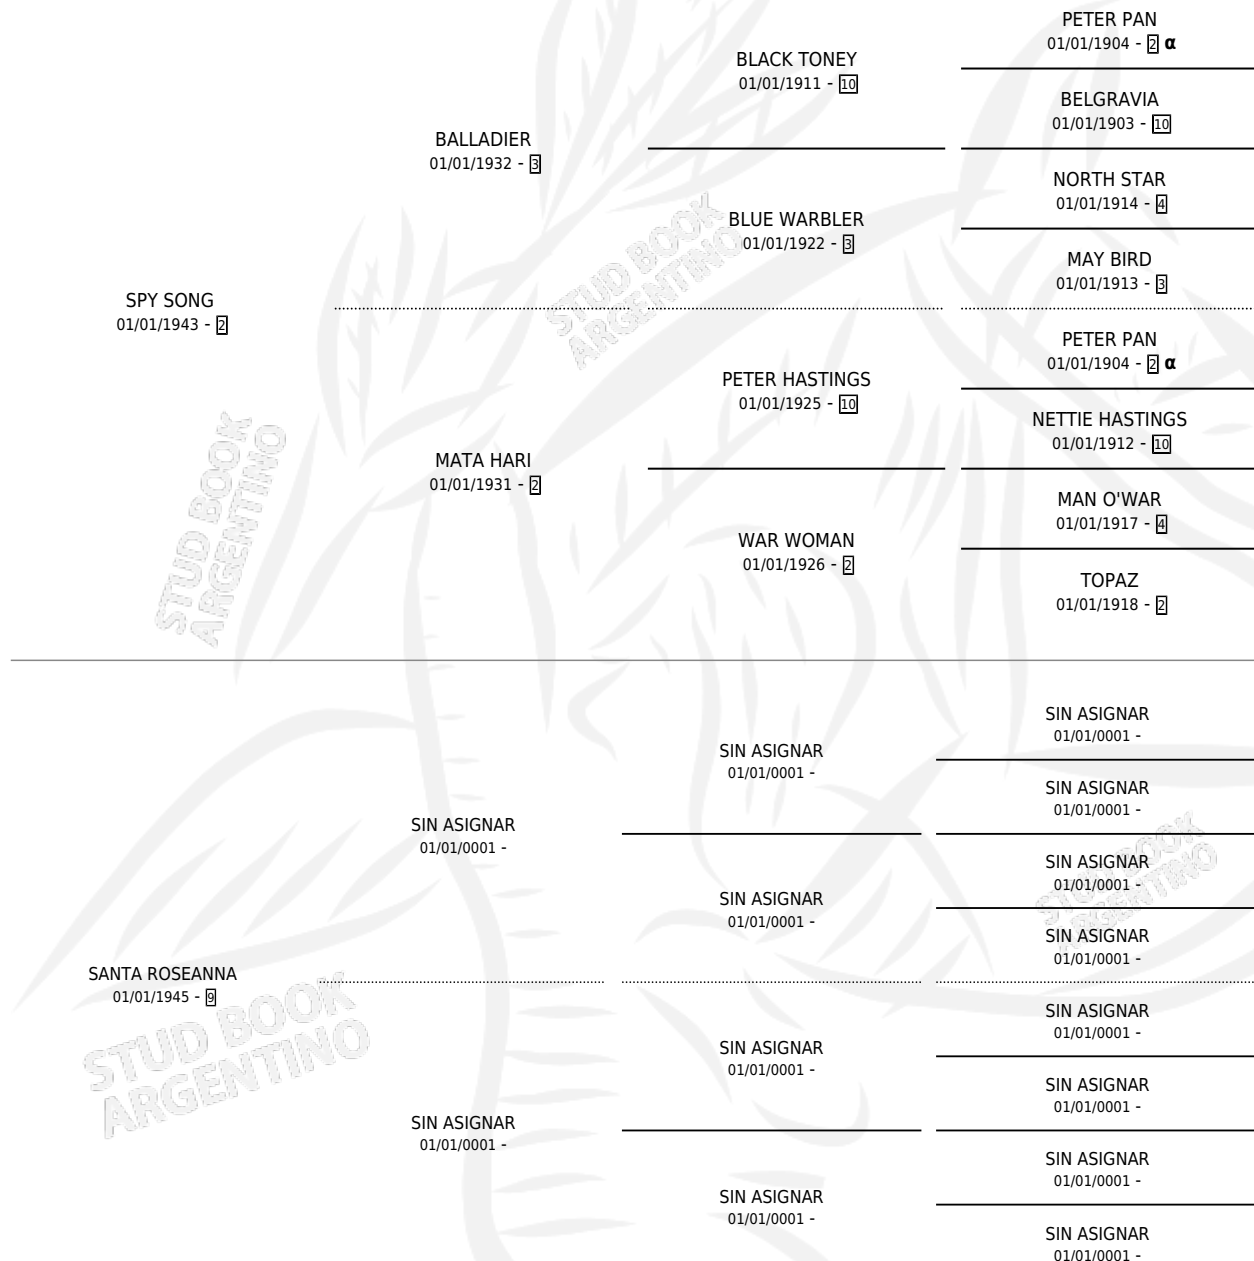 PETER PAN
01/01/1904 - 2 α
BLACK TONEY
01/01/1911 - 10
BELGRAVIA
01/01/1903 - 10
BALLADIER
01/01/1932 - 3
NORTH STAR
01/01/1914 - 4
BLUE WARBLER
01/01/1922 - 3
MAY BIRD
01/01/1913 - 3
SPY SONG
01/01/1943 - 2
PETER PAN
01/01/1904 - 2 α
PETER HASTINGS
01/01/1925 - 10
NETTIE HASTINGS
01/01/1912 - 10
MATA HARI
01/01/1931 - 2
MAN O'WAR
01/01/1917 - 4
WAR WOMAN
01/01/1926 - 2
TOPAZ
01/01/1918 - 2
SIN ASIGNAR
01/01/0001 -
SIN ASIGNAR
01/01/0001 -
SIN ASIGNAR
01/01/0001 -
SIN ASIGNAR
01/01/0001 -
SIN ASIGNAR
01/01/0001 -
SIN ASIGNAR
01/01/0001 -
SIN ASIGNAR
01/01/0001 -
SANTA ROSEANNA
01/01/1945 - 9
SIN ASIGNAR
01/01/0001 -
SIN ASIGNAR
01/01/0001 -
SIN ASIGNAR
01/01/0001 -
SIN ASIGNAR
01/01/0001 -
SIN ASIGNAR
01/01/0001 -
SIN ASIGNAR
01/01/0001 -
SIN ASIGNAR
01/01/0001 -
STUD BOOK
ARGENTINO
STUD BOOK
ARGENTINO
STUD BOOK
ARGENTINO
STUD BOOK
ARGENTINO